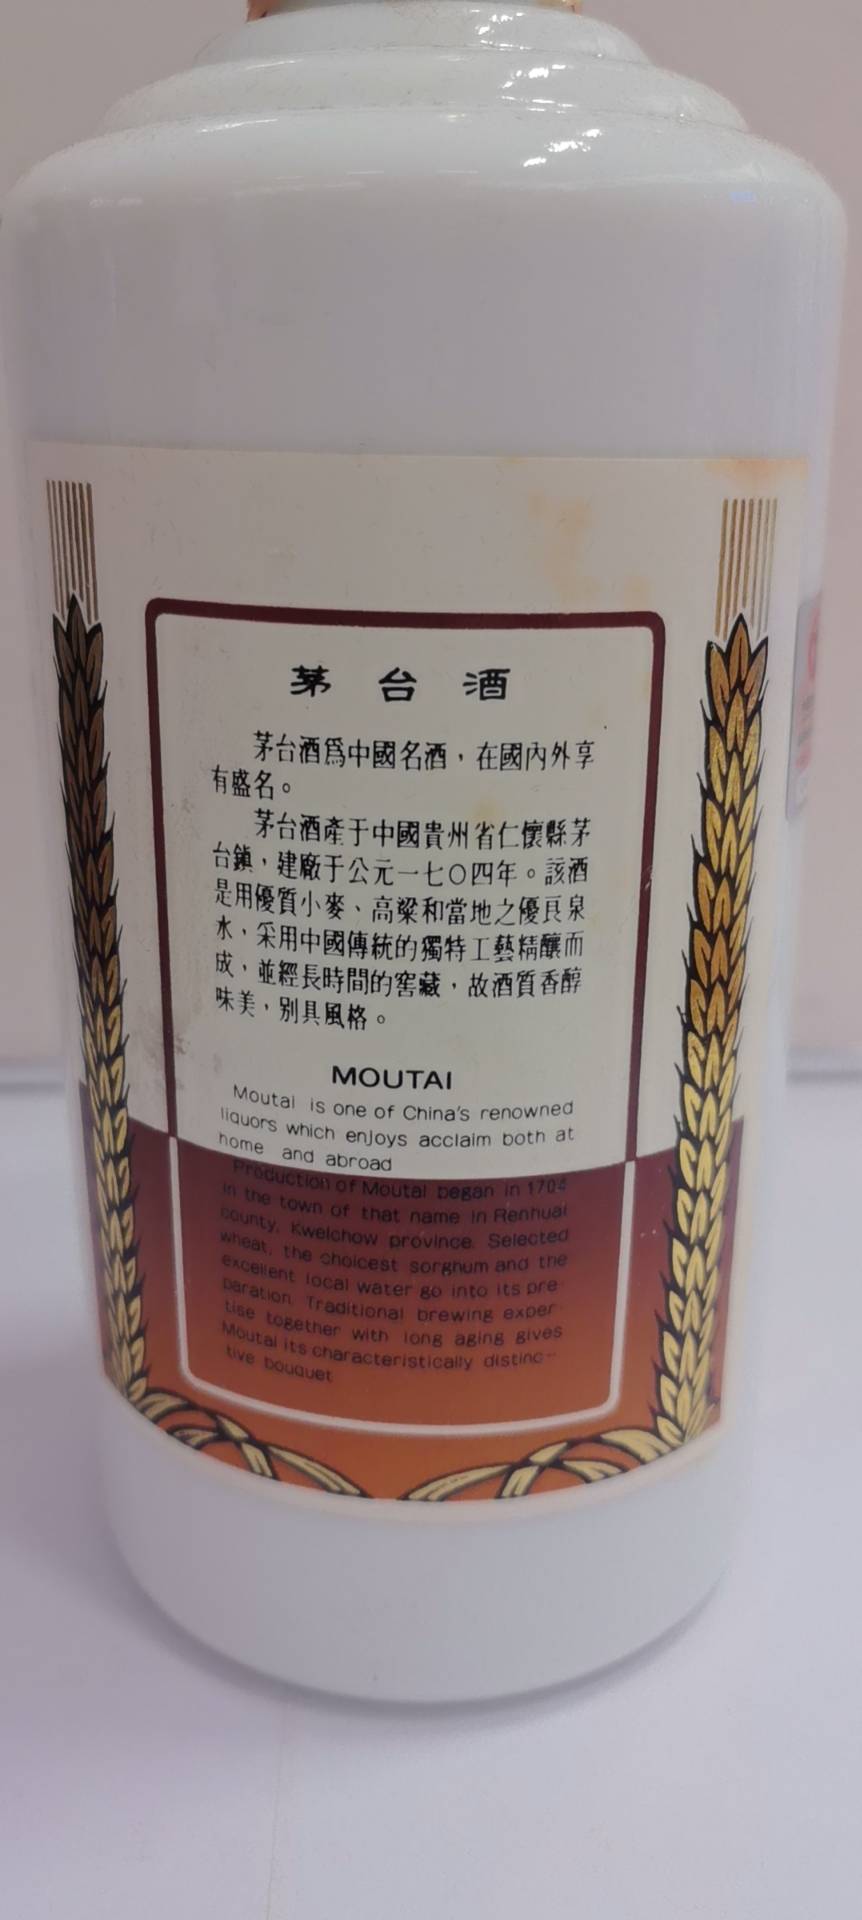 茅台酒
茅台酒爲中國名酒，在國內外享
有盛名。
茅台酒產于中國貴州省仁懷縣茅
台鎮，建廠于公元一七〇四年。該酒
是用優質小麥、高粱和當地之優良泉
水，采用中國傳統的獨特工藝精釀而
成，並經長時間的窖藏，故酒質香醇
味美，別具風格。
MOUTAI
Moutai is one of China's renowned
liquors which enjoys acclaim both at
home and abroad
Production of Moutai began in 1704
in the town of that name in Renhuai
county, Kweichow province. Selected
wheat, the choicest sorghum and the
excellent local water go into its pre-
paration. Traditional brewing exper-
tise together with long aging gives
Moutai its characteristically distinc-
tive bouquet